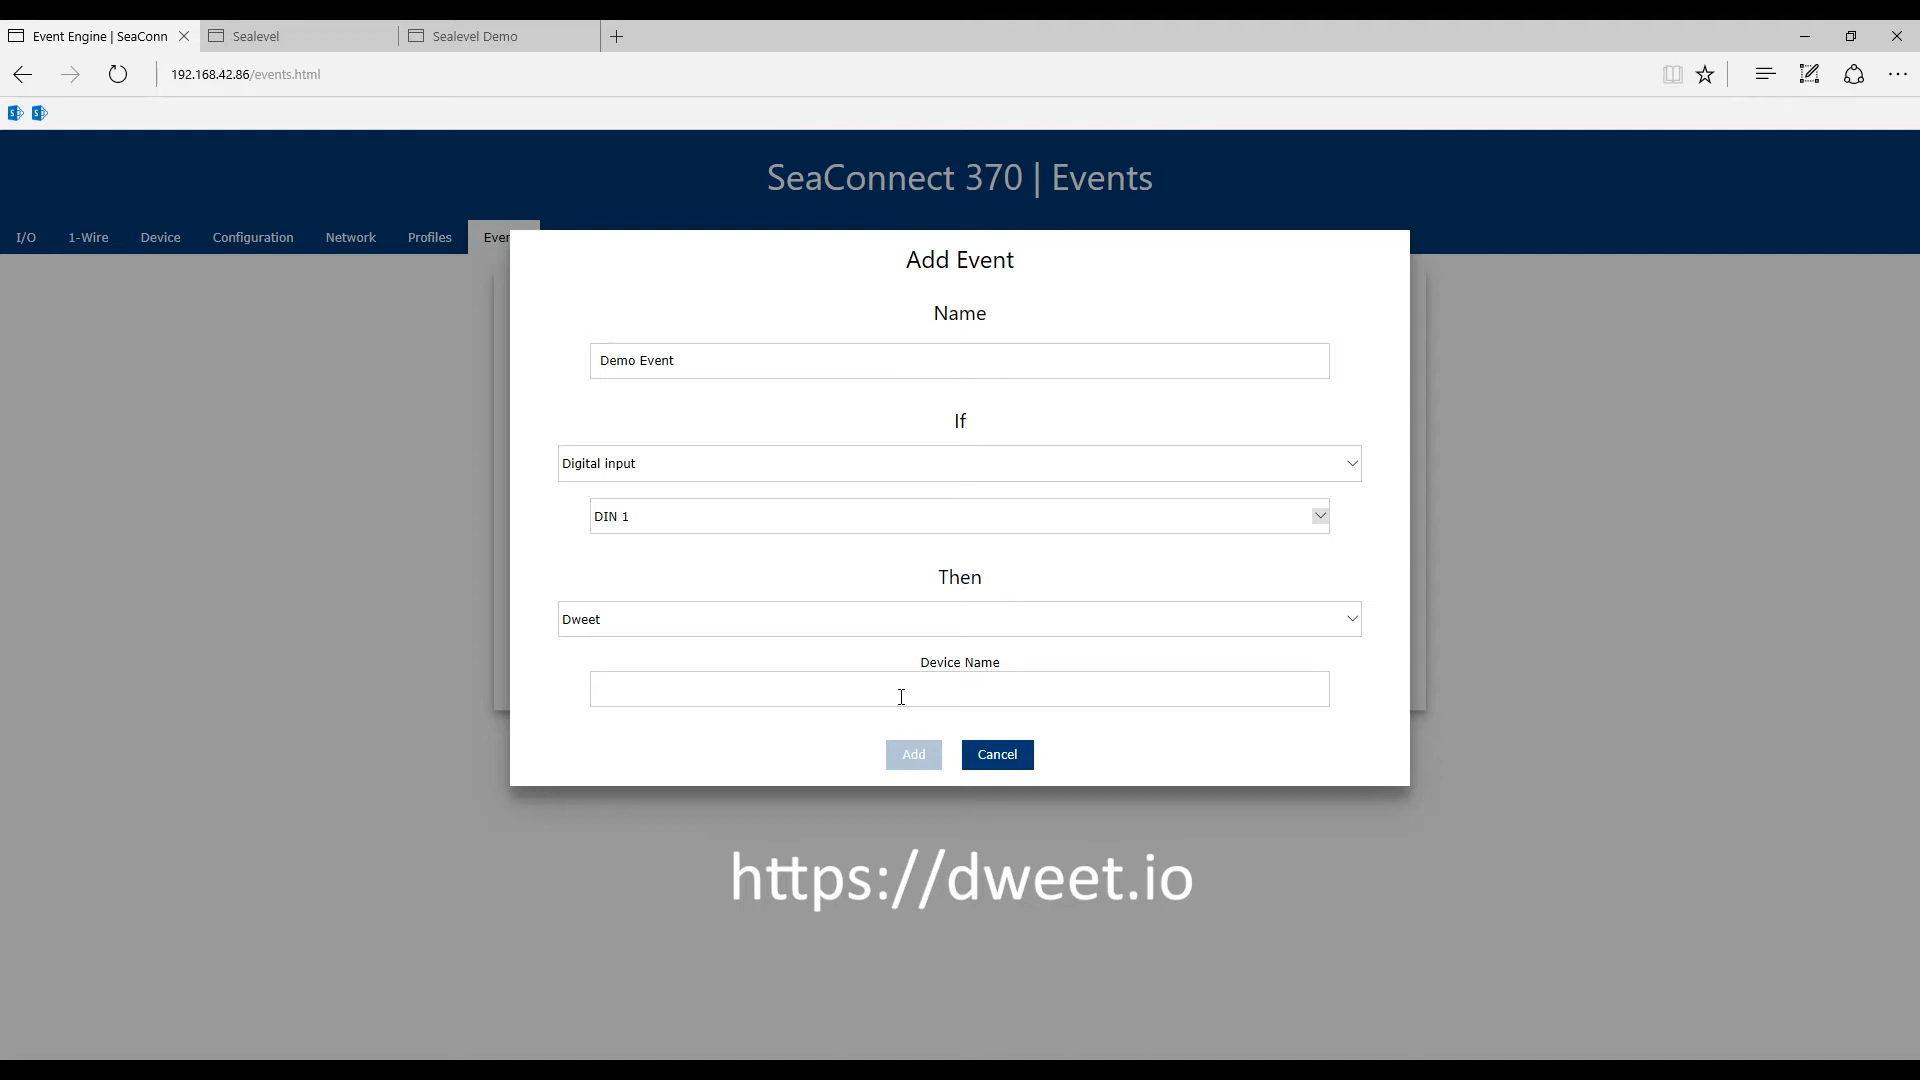 Event Engine | SeaConn
Sealevel
Sealevel Demo
192.168.42.86/events.html
SeaConnect 370 | Events
I/O
1-Wire
Device
Configuration
Network
Profiles
Even
Add Event
Name
Demo Event
If
Digital input
DIN 1
Then
Dweet
Device Name
Add
Cancel
https://dweet.io